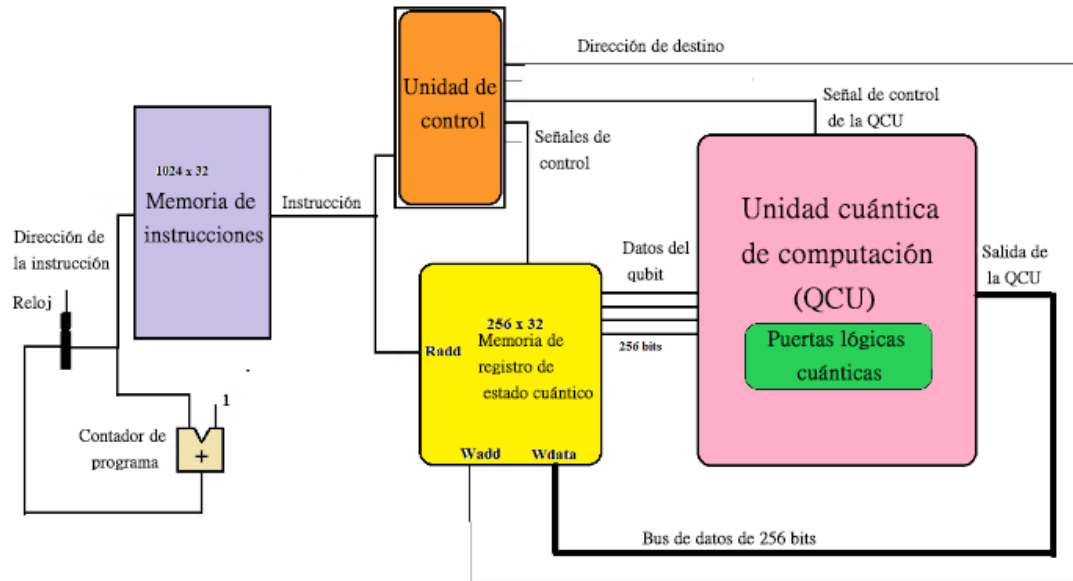 Dirección de destino
Unidad de
control
Señal de control
de la QCU
Señales de
control
1024 x 32
Memoria de
instrucciones
Instrucción
Dirección de
la instrucción
Reloj
Unidad cuántica
de computación
(QCU)
Datos del
qubit
Salida de
la QCU
256 x 32
Memoria de
registro de
estado cuántico
Radd
256 bits
Puertas lógicas
cuánticas
1
Contador de
programa
+
Wadd Wdata
Bus de datos de 256 bits